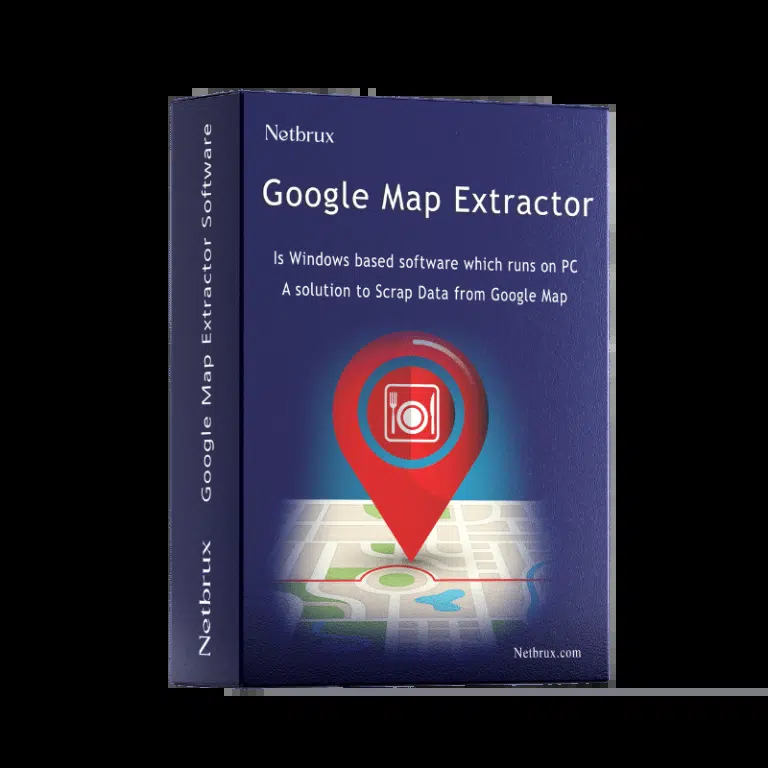 Netbrux
Google Map Extractor
Is Windows based software which runs on PC
A solution to Scrap Data from Google Map
Netbrux.com
Netbrux Google Map Extractor Software